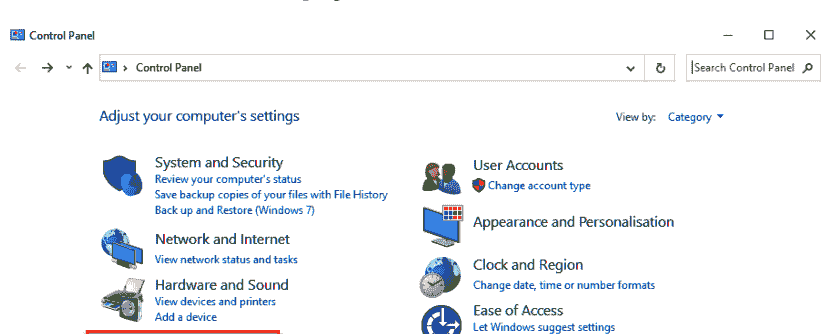 Control Panel
Control Panel
Search Control Panel
Adjust your computer's settings
View by: Category
System and Security
Review your computer's status
Save backup copies of your files with File History
Back up and Restore (Windows 7)
Network and Internet
View network status and tasks
Hardware and Sound
View devices and printers
Add a device
User Accounts
Change account type
Appearance and Personalisation
Clock and Region
Change date, time or number formats
Ease of Access
Let Windows suggest settings